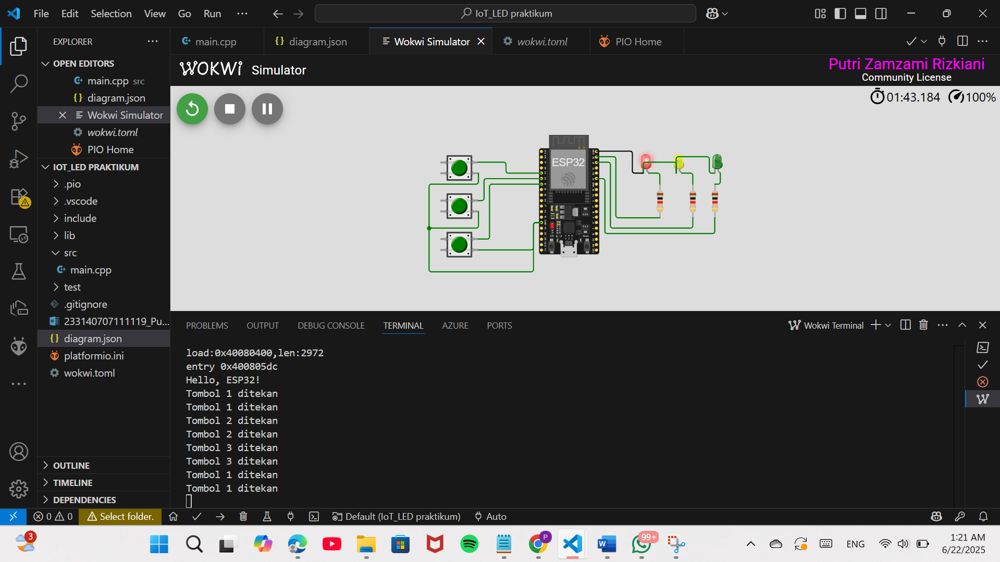 File Edit Selection View Go Run ···
IoT_LED praktikum
EXPLORER
OPEN EDITORS
main.cpp src
{} diagram.json
Wokwi Simulator
wokwi.toml
PIO Home
IOT_LED PRAKTIKUM
.pio
.vscode
include
lib
src
main.cpp
test
.gitignore
233140707111119_Pu...
{} diagram.json
platformio.ini
wokwi.toml
OUTLINE
TIMELINE
DEPENDENCIES
main.cpp
{} diagram.json
Wokwi Simulator
wokwi.toml
PIO Home
WOKWi Simulator
Putri Zamzami Rizkiani
Community License
01:43.184 100%
ESP32
EN
Boot
PROBLEMS OUTPUT DEBUG CONSOLE TERMINAL AZURE PORTS
Wokwi Terminal
load:0x40080400,len:2972
entry 0x400805dc
Hello, ESP32!
Tombol 1 ditekan
Tombol 1 ditekan
Tombol 2 ditekan
Tombol 2 ditekan
Tombol 3 ditekan
Tombol 3 ditekan
Tombol 1 ditekan
Tombol 1 ditekan
0 0 Select folder. Default (IoT_LED praktikum) Auto
3
P
99+
ENG
1:21 AM
6/22/2025